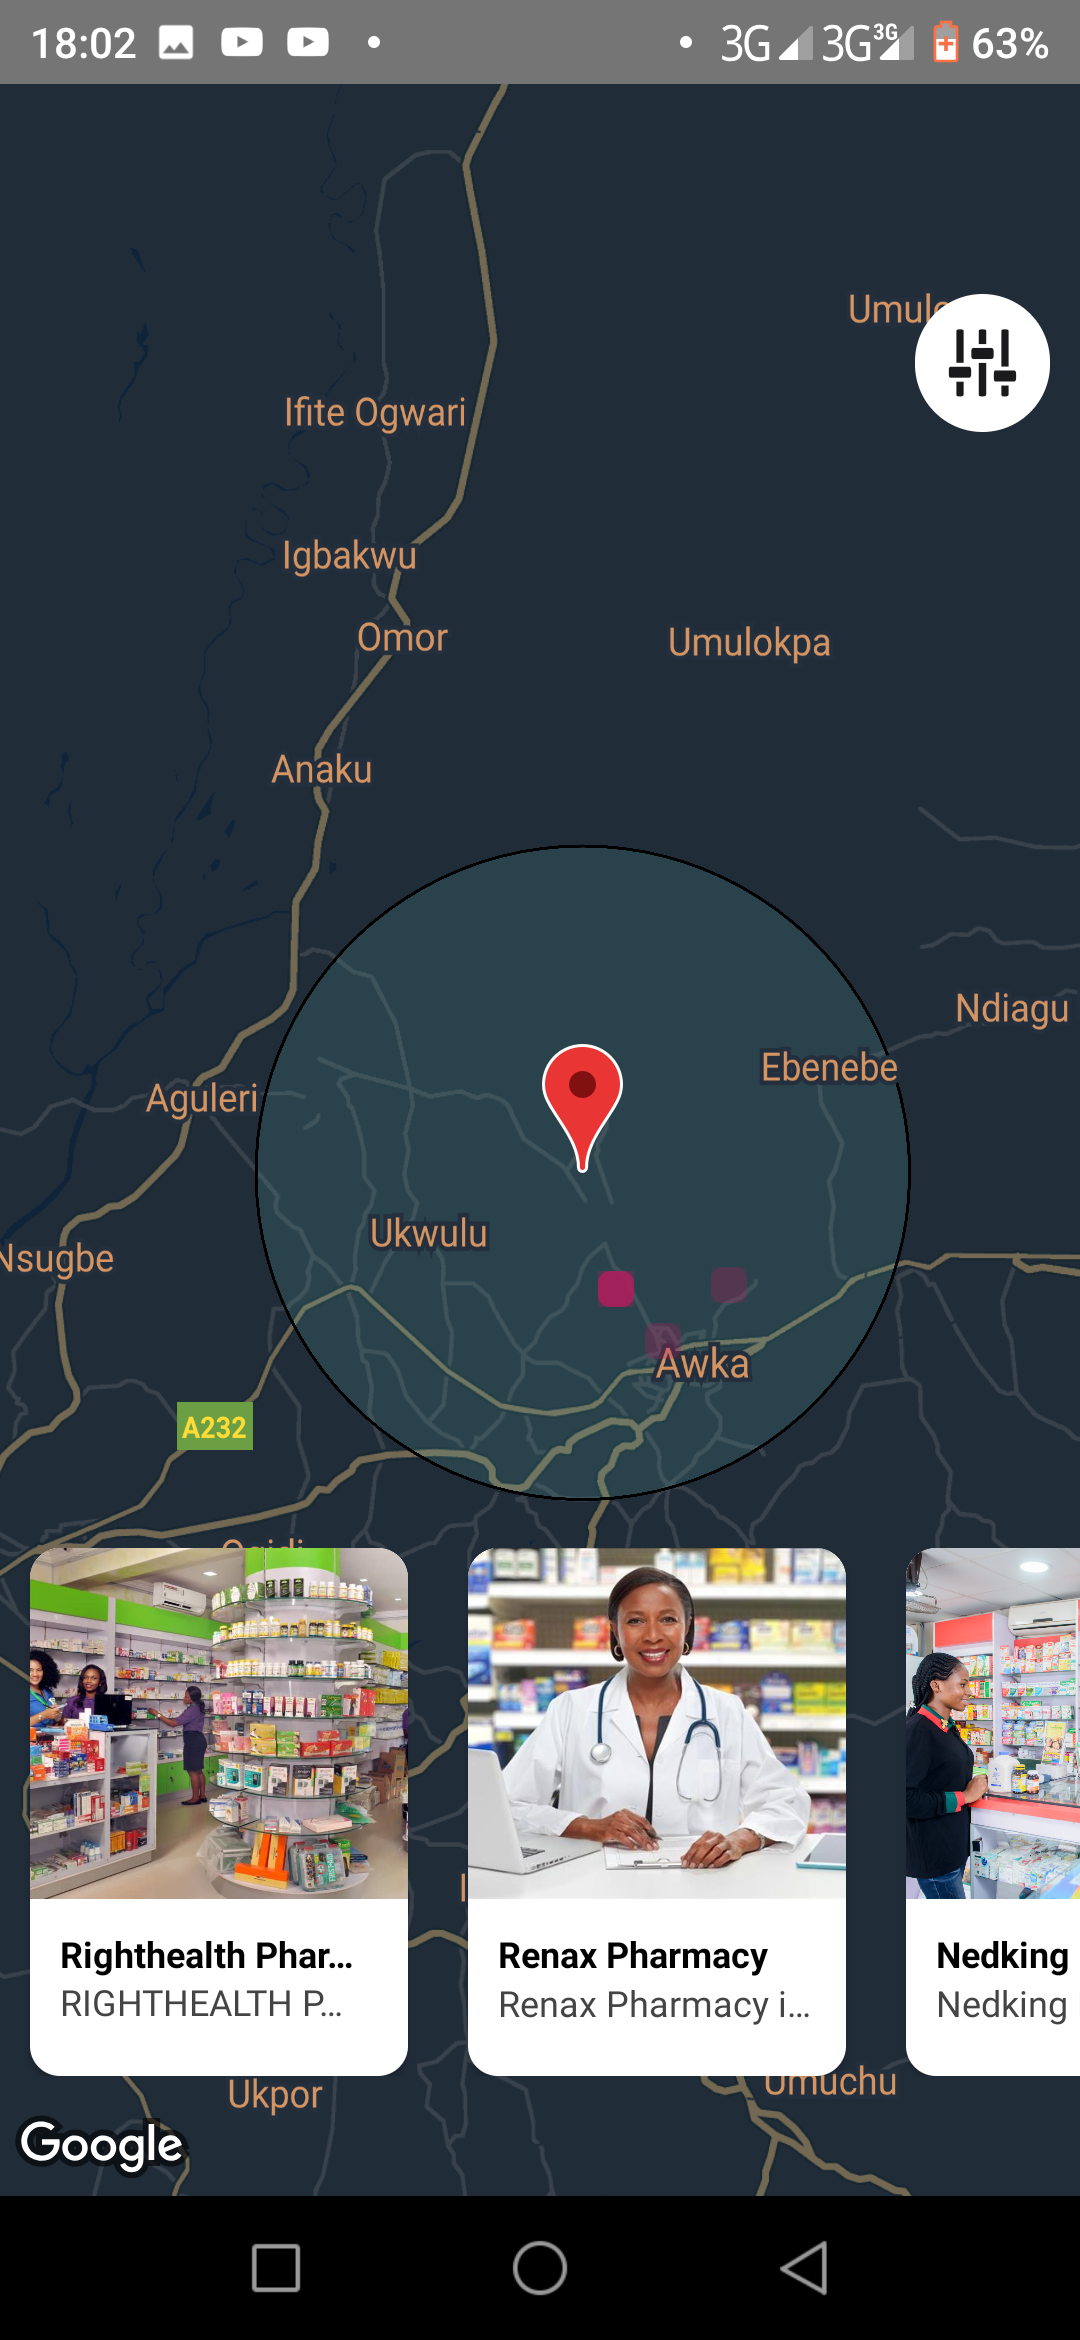 18:02
3G 3G 3G 63%
Ifite Ogwari
Igbakwu
Omor
Umulokpa
Anaku
Ndiagu
Ebenebe
Aguleri
Ukwulu
Nsugbe
Awka
A232
Righthealth Phar...
RIGHTHEALTH P...
Renax Pharmacy
Renax Pharmacy i...
Nedking
Nedking
Ukpor
Umuchu
Google